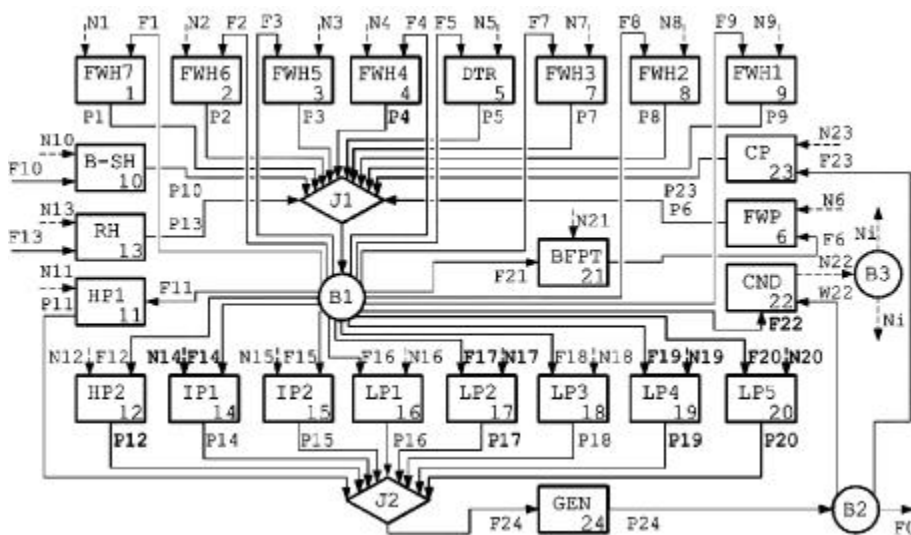 N1 F1 N2 F2 F3 N3 N4 F4 F5 N5 F7 N7 F8 N8 F9 N9
FWH7 FWH6 FWH5 FWH4 DTR FWH3 FWH2 FWH1
1 2 3 4 5 7 8 9
P1 P2 P3 P4 P5 P7 P8 P9
N10 N23
B-SH CP
F10 10 23 F23
P10 P23
N13 J1 P6 N6
RH P13 FWP
F13 13 N21 6 F6 Ni
N11 BFPT N22
P11 HP1 F11 F21 21 CND B3
11 B1 22 W22
F22 Ni
N12 F12 N14 F14 N15 F15 F16 N16 F17 N17 F18 N18 F19 N19 F20 N20
HP2 IP1 IP2 LP1 LP2 LP3 LP4 LP5
12 14 15 16 17 18 19 20
P12 P14 P15 P16 P17 P18 P19 P20
J2 GEN B2
F24 24 P24